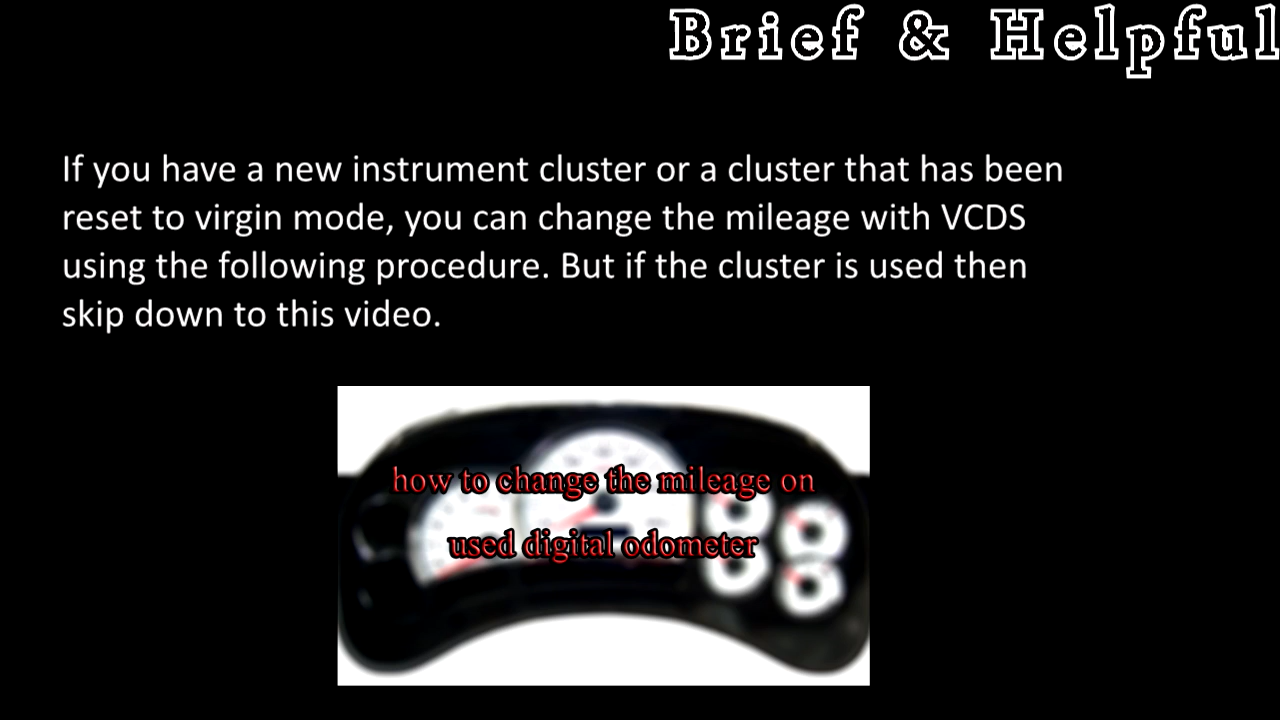 Brief & Helpful
If you have a new instrument cluster or a cluster that has been
reset to virgin mode, you can change the mileage with VCDS
using the following procedure. But if the cluster is used then
skip down to this video.
how to change the mileage on
used digital odometer